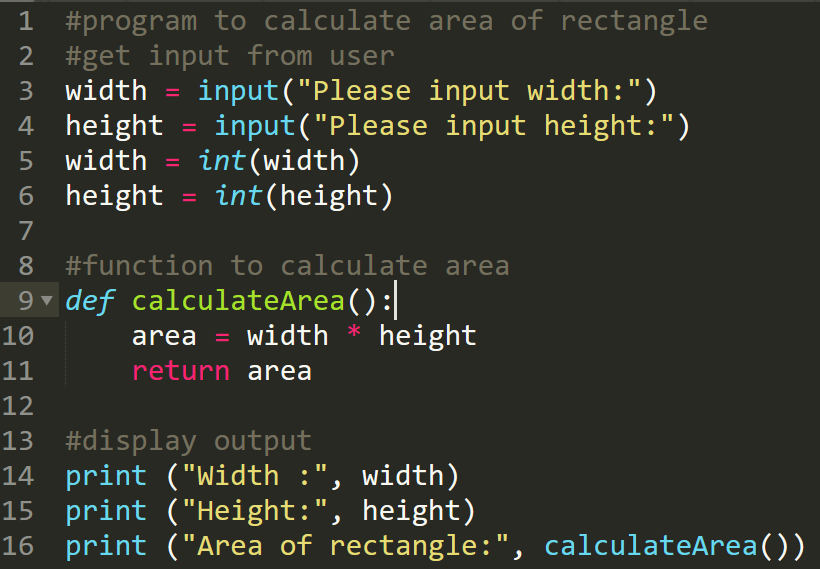 1 #program to calculate area of rectangle
2 #get input from user
3 width = input("Please input width:")
4 height = input("Please input height:")
5 width = int(width)
6 height = int(height)
7
8 #function to calculate area
9 def calculateArea():
10     area = width * height
11     return area
12
13 #display output
14 print ("Width :", width)
15 print ("Height:", height)
16 print ("Area of rectangle:", calculateArea())